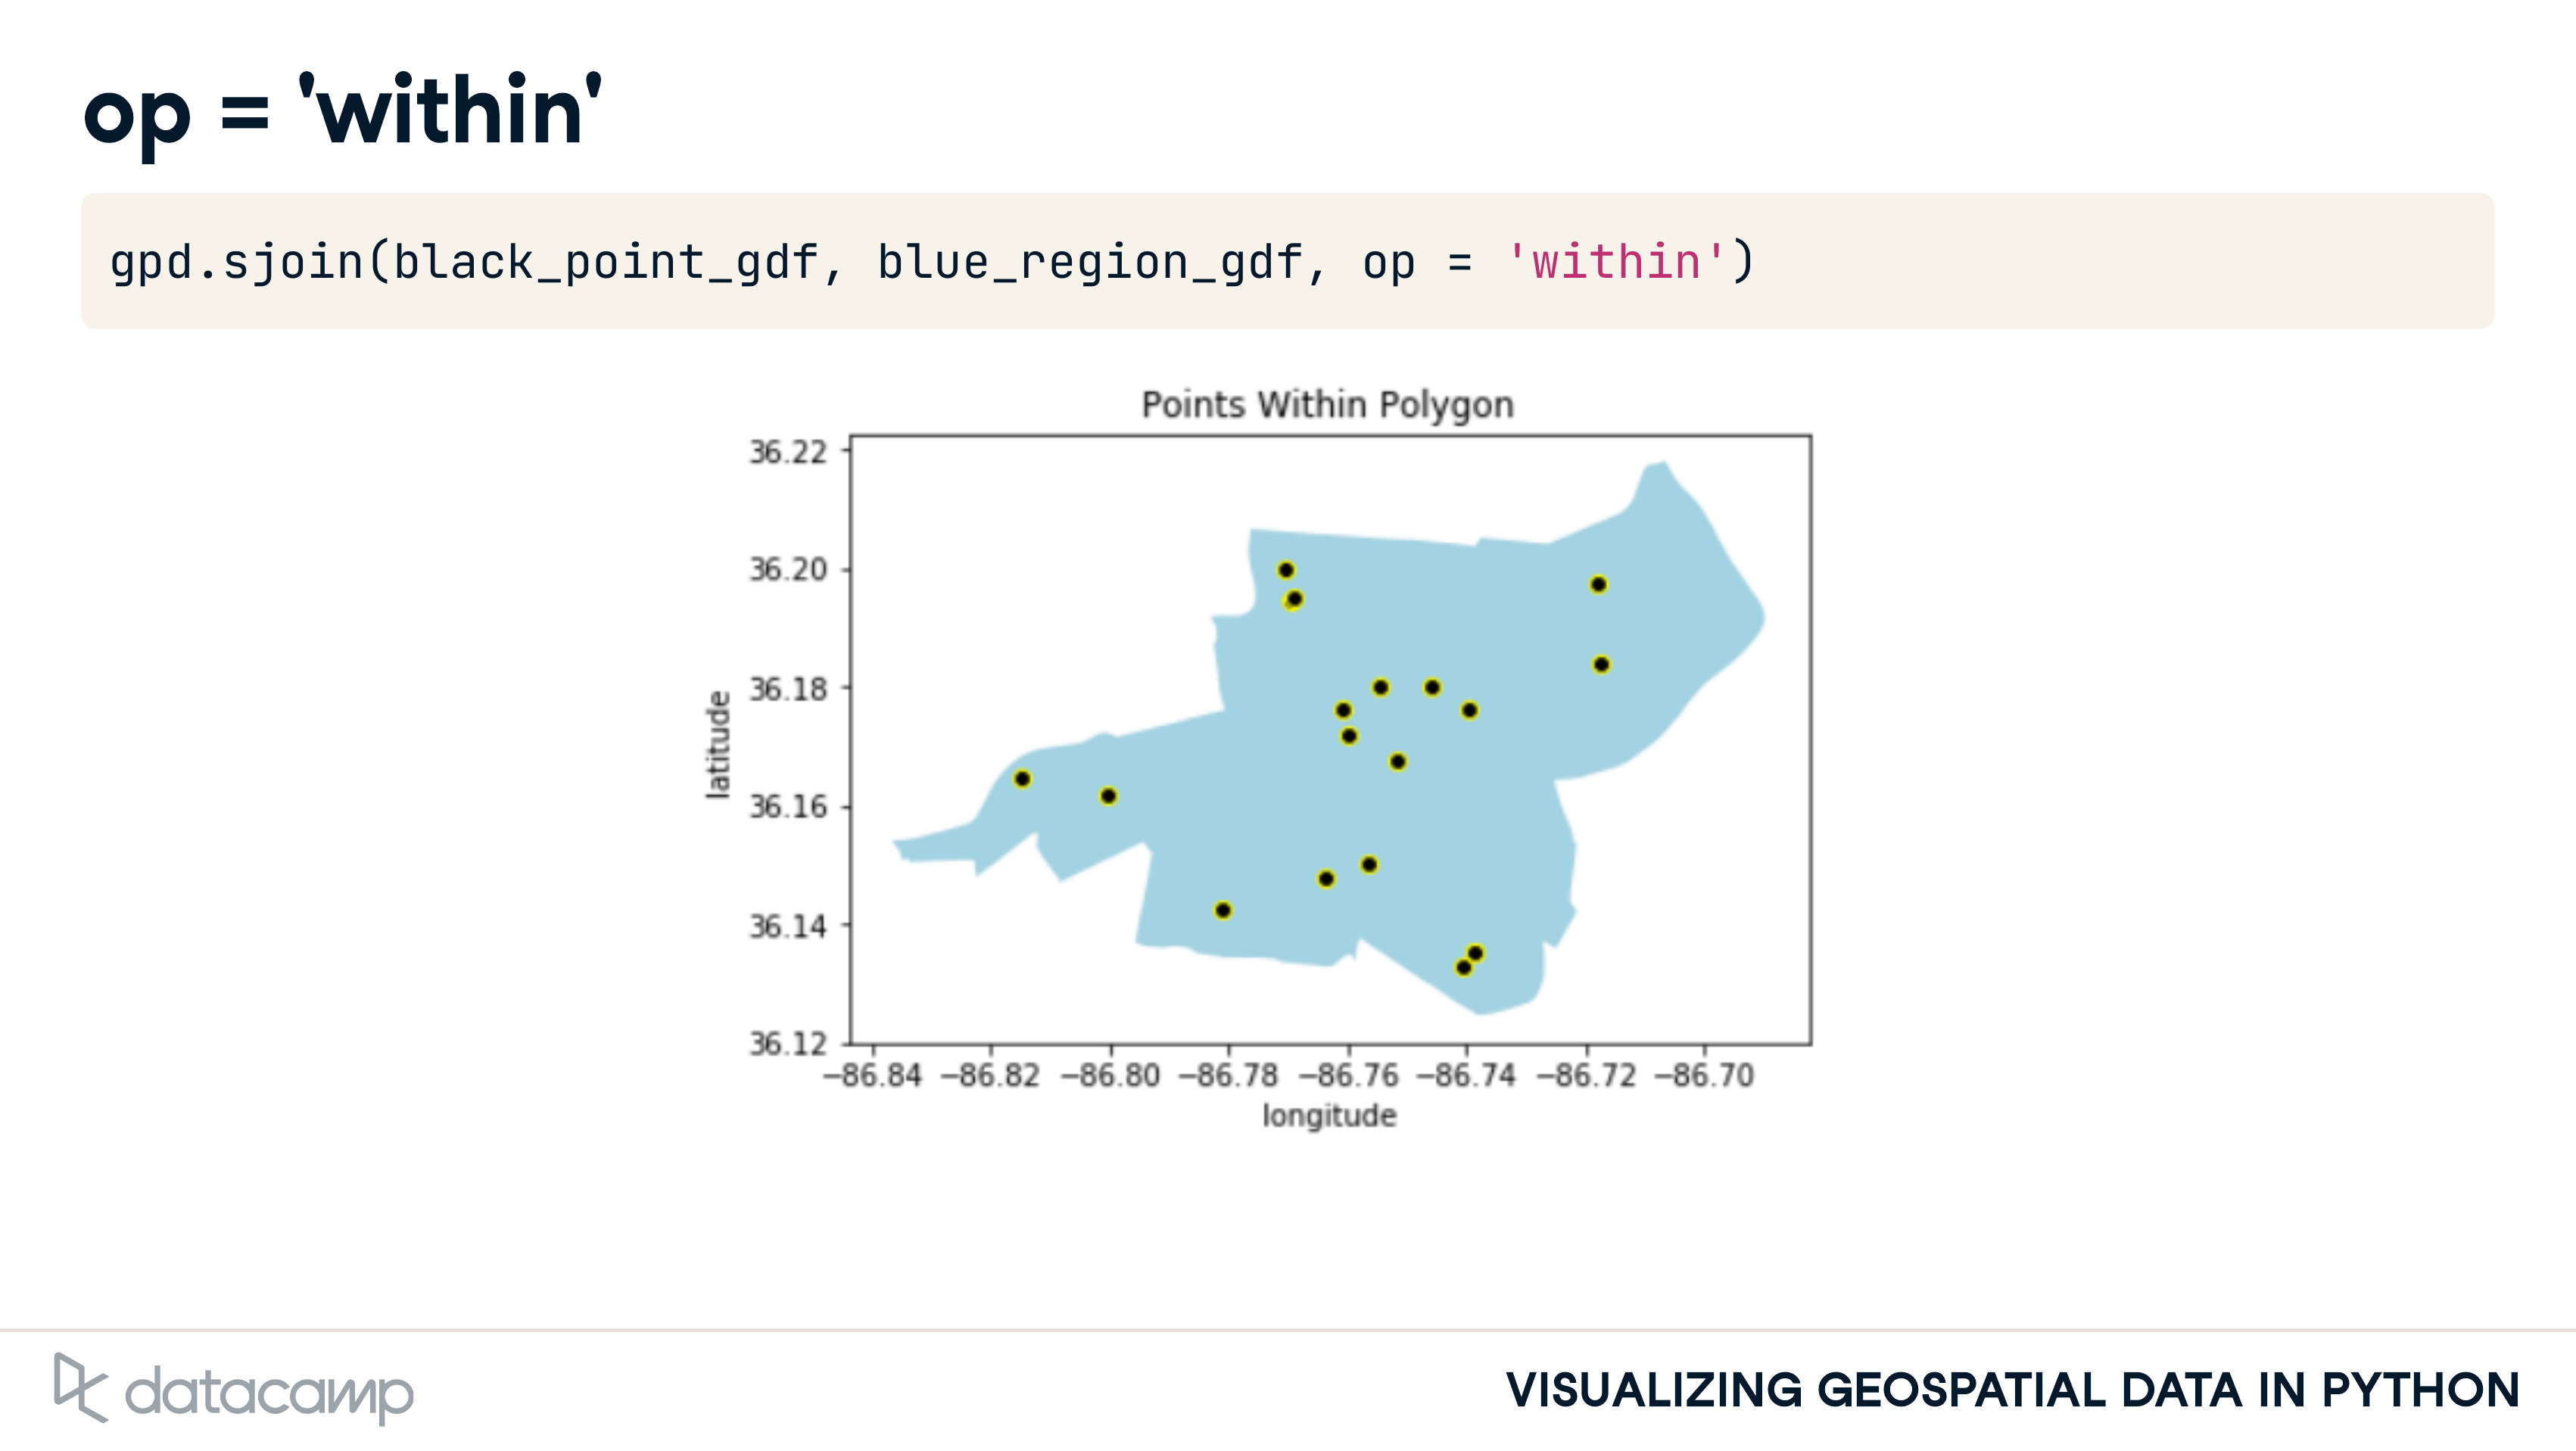 op = 'within'
gpd.sjoin(black_point_gdf, blue_region_gdf, op = 'within')
Points Within Polygon
36.22
36.20
36.18
36.16
36.14
36.12
latitude
−86.84 −86.82 −86.80 −86.78 −86.76 −86.74 −86.72 −86.70
longitude
datacamp
VISUALIZING GEOSPATIAL DATA IN PYTHON